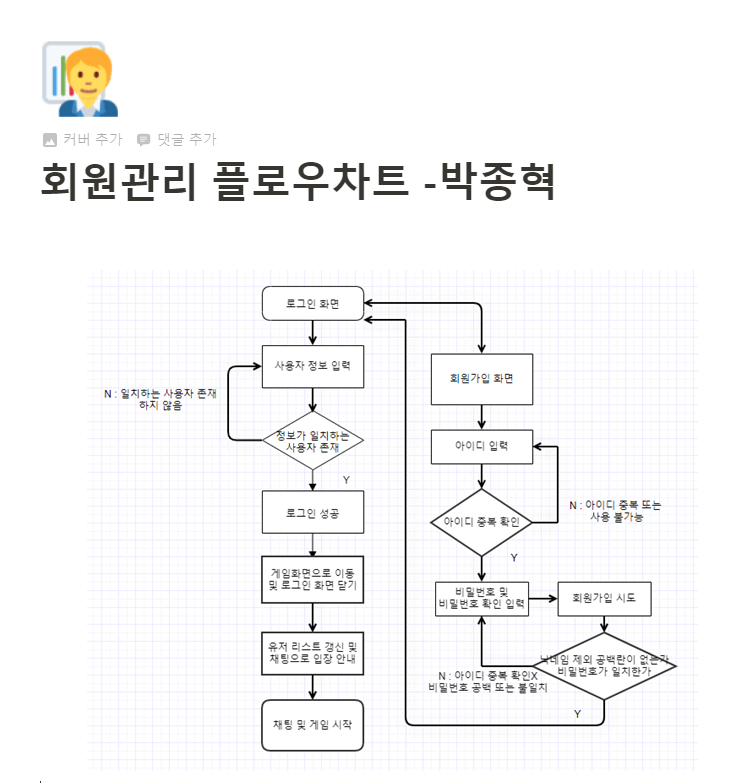 커버 추가 댓글 추가
회원관리 플로우차트 -박종혁
로그인 화면
사용자 정보 입력
N : 일치하는 사용자 존재
하지 않음
정보가 일치하는
사용자 존재
Y
로그인 성공
게임화면으로 이동
및 로그인 화면 닫기
유저 리스트 갱신 및
채팅으로 입장 안내
채팅 및 게임 시작
회원가입 화면
아이디 입력
N : 아이디 중복 또는
사용 불가능
아이디 중복 확인
Y
비밀번호 및
비밀번호 확인 입력
회원가입 시도
닉네임 제외 공백란이 없는가
비밀번호가 일치한가
N : 아이디 중복 확인X
비밀번호 공백 또는 불일치
Y